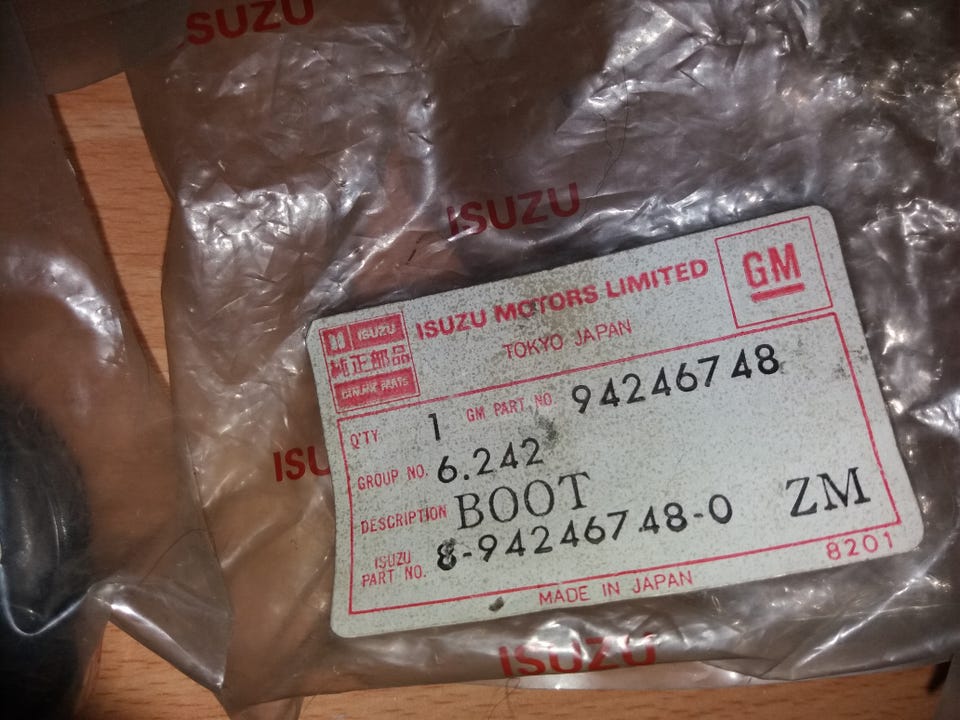 ISUZU
ISUZU
ISUZU
純正部品
GENUINE PARTS
ISUZU MOTORS LIMITED
TOKYO JAPAN
GM
Q'TY 1 GM PART NO 94246748
GROUP NO. 6.242
ISU
DESCRIPTION BOOT
ISUZU PART NO. 8-94246748-0 ZM
MADE IN JAPAN 8201
ISUZU